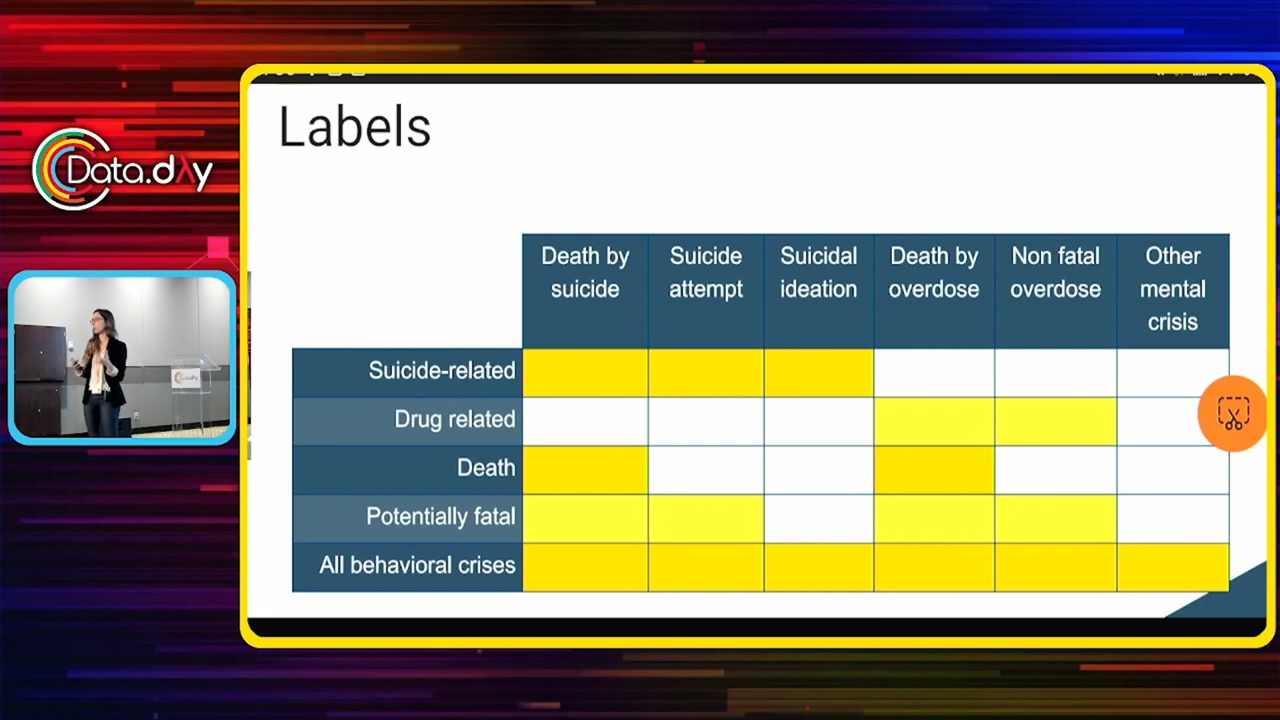 Labels
Data.dλy
Death by
suicide
Suicide
attempt
Suicidal
ideation
Death by
overdose
Non fatal
overdose
Other
mental
crisis
Suicide-related
Drug related
Death
Potentially fatal
All behavioral crises